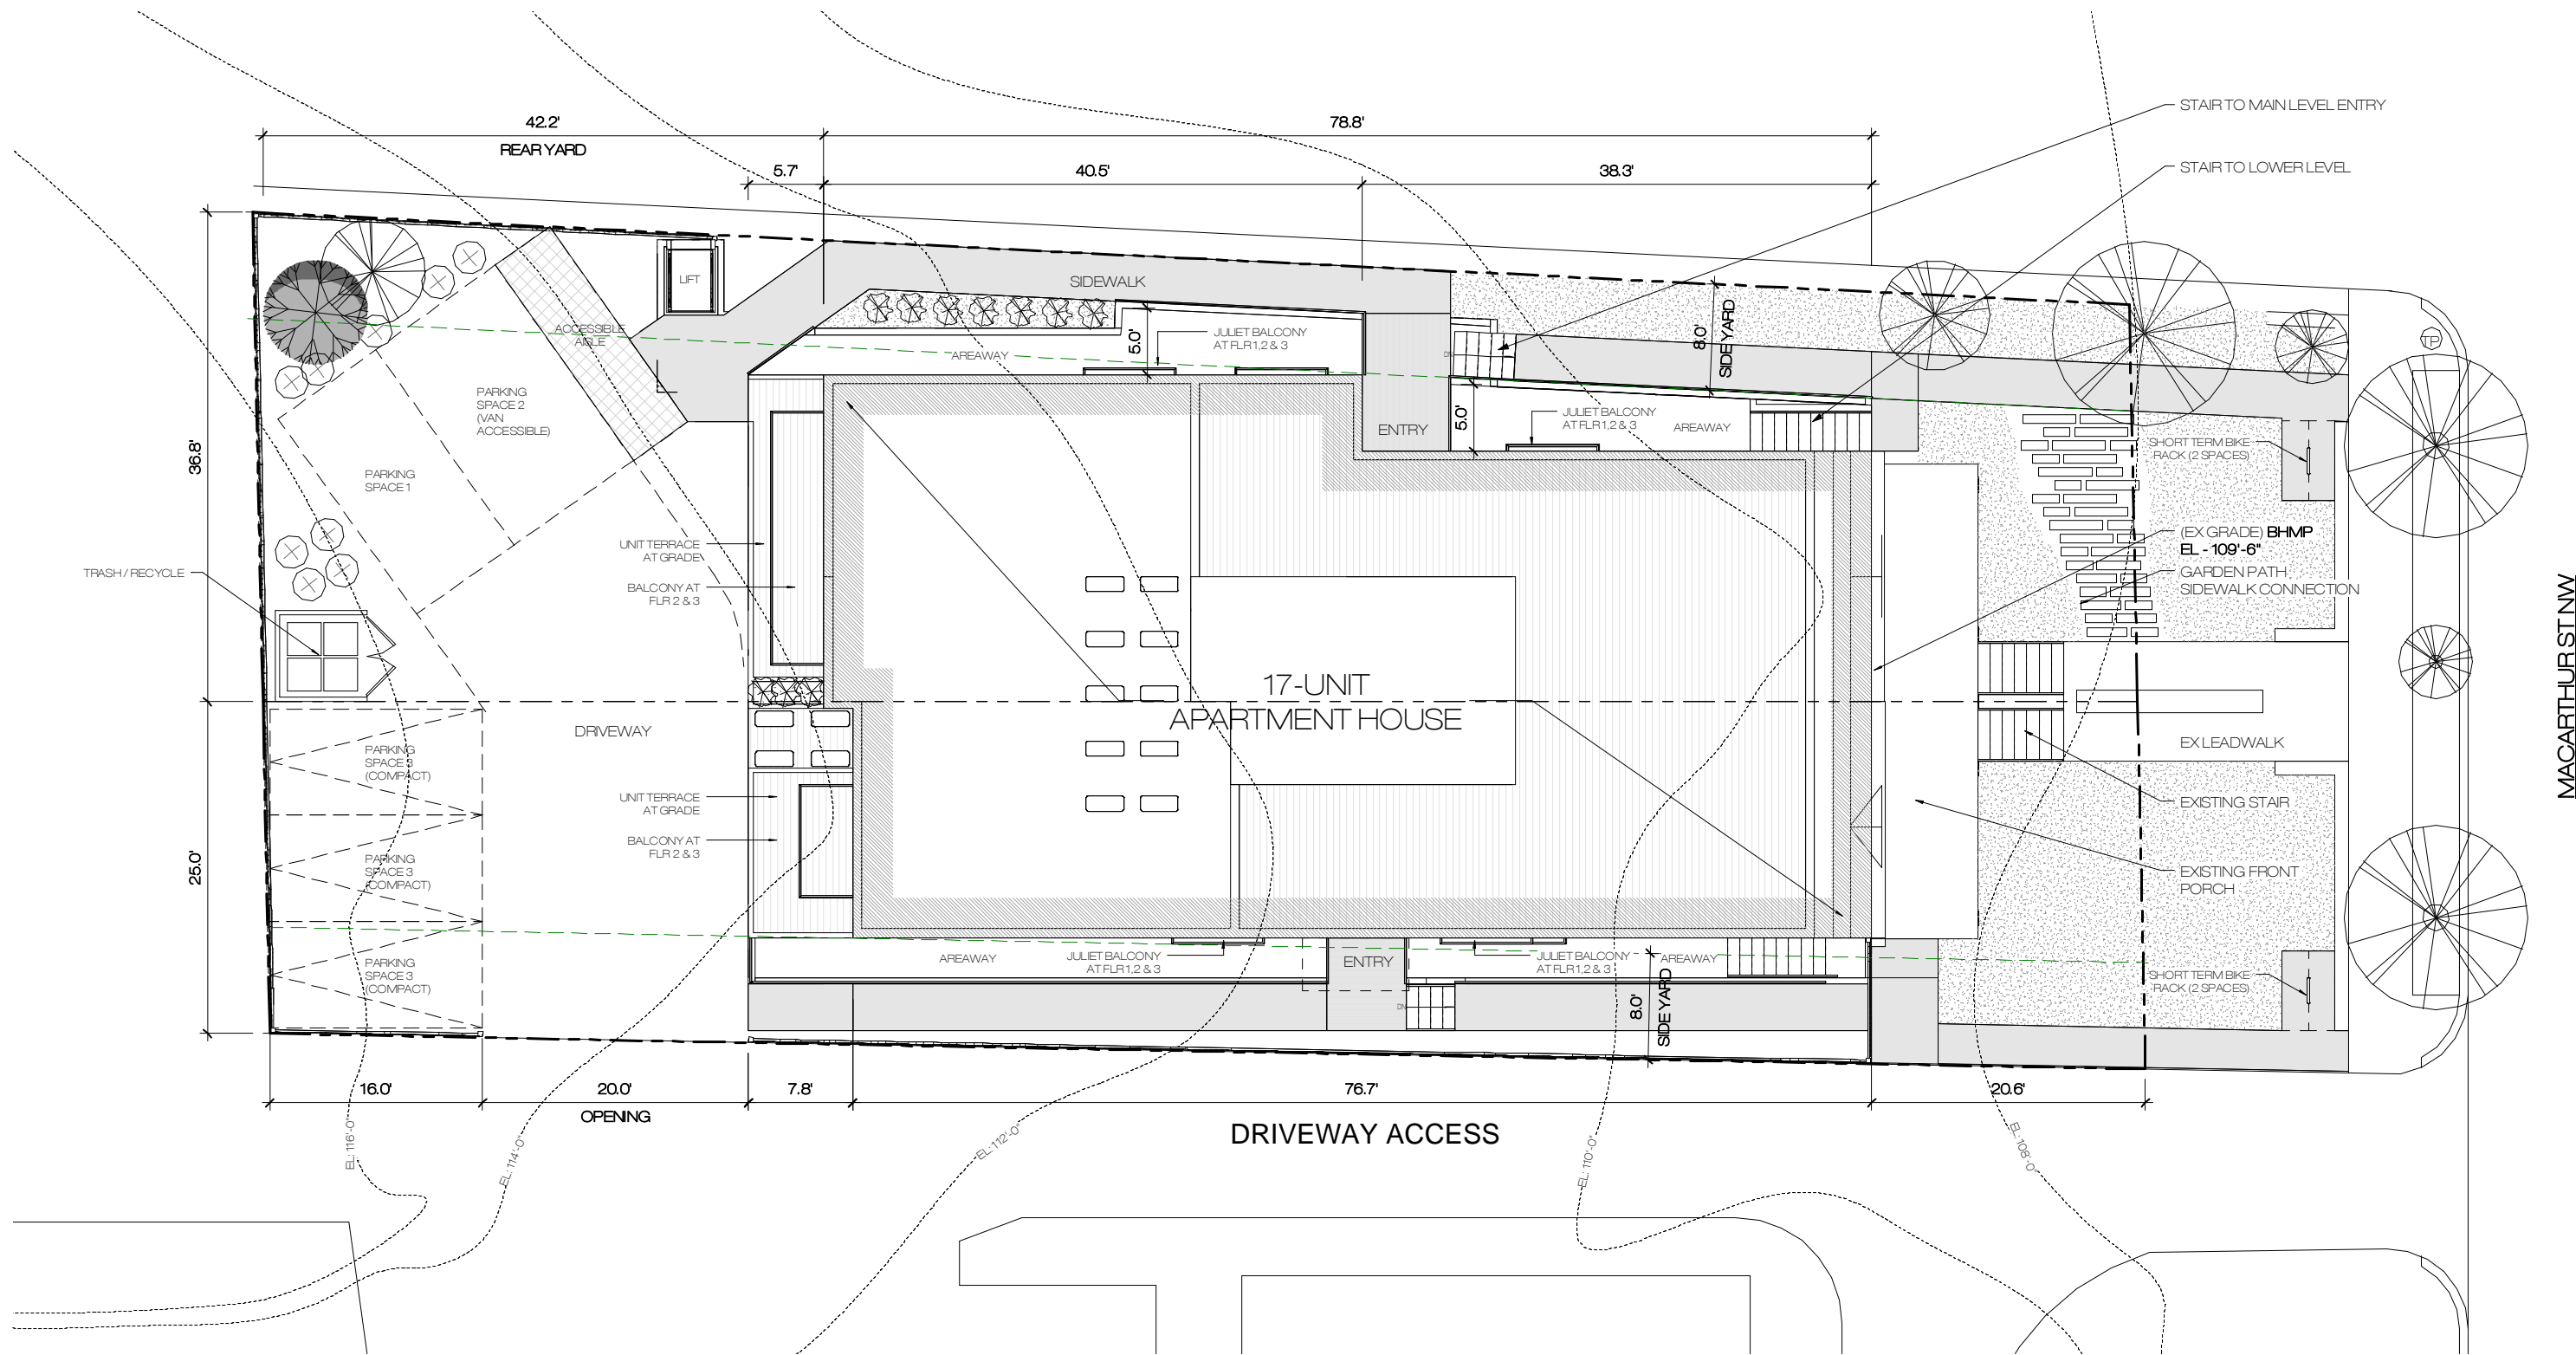 STAIR TO MAIN LEVEL ENTRY
42.2'
78.8'
REAR YARD
STAIR TO LOWER LEVEL
5.7'
40.5'
38.3'
LIFT
SIDEWALK
8.0'
SIDE YARD
ACCESSIBLE
AISLE
JULIET BALCONY
AT FLR 1, 2 & 3
5.0'
TP
AREAWAY
DN
PARKING
SPACE 2
(VAN
ACCESSIBLE)
JULIET BALCONY
AT FLR 1, 2 & 3
5.0'
AREAWAY
ENTRY
SHORT TERM BIKE
RACK (2 SPACES)
36.8'
PARKING
SPACE 1
(EX GRADE) BHMP
EL - 109'-6"
UNIT TERRACE
AT GRADE
GARDEN PATH
SIDEWALK CONNECTION
TRASH / RECYCLE
BALCONY AT
FLR 2 & 3
MACARTHUR ST NW
17-UNIT
APARTMENT HOUSE
DRIVEWAY
EX LEADWALK
PARKING
SPACE 3
(COMPACT)
UNIT TERRACE
AT GRADE
EXISTING STAIR
BALCONY AT
FLR 2 & 3
25.0'
PARKING
SPACE 3
(COMPACT)
EXISTING FRONT
PORCH
AREAWAY
JULIET BALCONY
AT FLR 1, 2 & 3
ENTRY
JULIET BALCONY
AT FLR 1, 2 & 3
AREAWAY
PARKING
SPACE 3
(COMPACT)
SHORT TERM BIKE
RACK (2 SPACES)
8.0'
SIDE YARD
DN
16.0'
20.0'
7.8'
76.7'
20.6'
OPENING
DRIVEWAY ACCESS
EL: 116'-0"
EL: 114'-0"
EL: 112'-0"
EL: 110'-0"
EL: 108'-0"